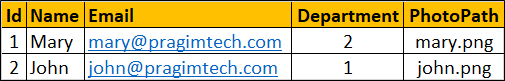 Id Name Email Department PhotoPath
1 Mary mary@pragimtech.com 2 mary.png
2 John john@pragimtech.com 1 john.png